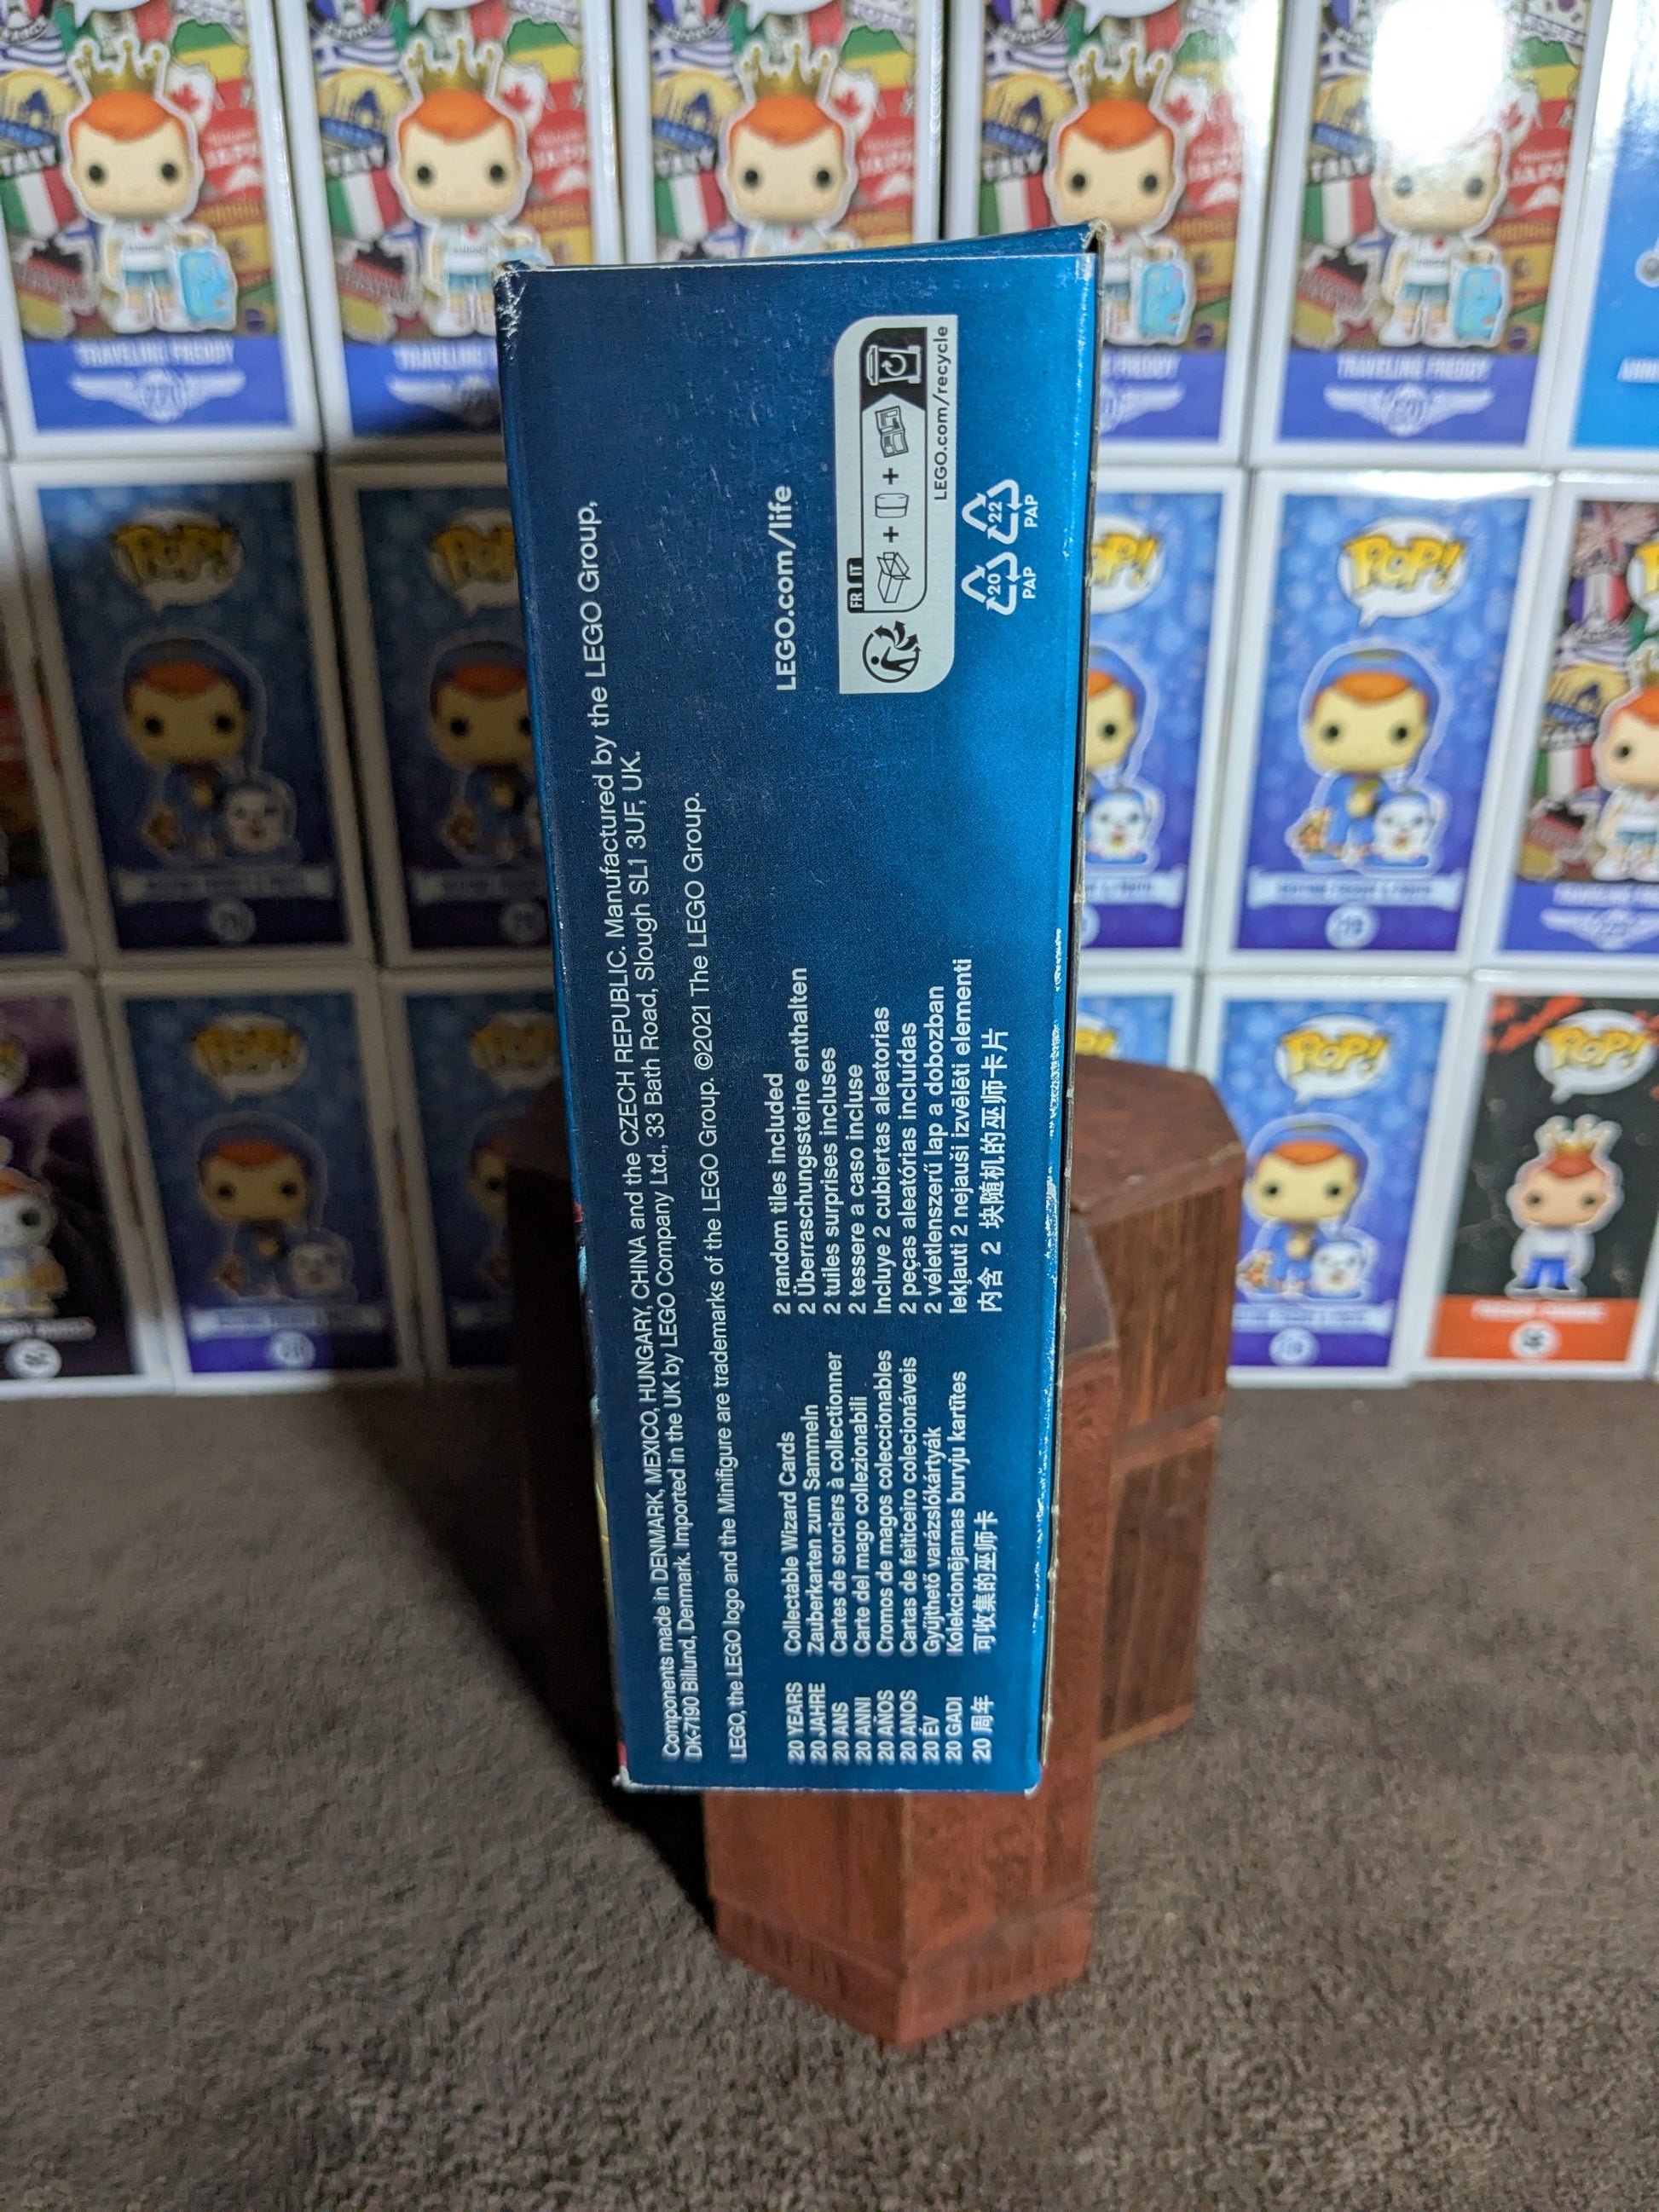 Components made in DENMARK, MEXICO, HUNGARY, CHINA and the CZECH REPUBLIC. Manufactured by the LEGO Group,
DK-7190 Billund, Denmark. Imported in the UK by LEGO Company Ltd., 33 Bath Road, Slough SL1 3UF, UK.
LEGO, the LEGO logo and the Minifigure are trademarks of the LEGO Group. ©2021 The LEGO Group.
20 YEARS Collectable Wizard Cards
20 JAHRE Zauberkarten zum Sammeln
20 ANS Cartes de sorciers à collectionner
20 ANNI Carte del mago collezionabili
20 AÑOS Cromos de magos coleccionables
20 ANOS Cartas de feiticeiro colecionáveis
20 ÉV Gyűjthető varázslókártyák
20 GADI Kolekcionējamas burvju kartītes
20 周年 可收集的巫师卡
2 random tiles included
2 Überraschungssteine enthalten
2 tuiles surprises incluses
2 tessere a caso incluse
Incluye 2 cubiertas aleatorias
2 peças aleatórias incluídas
2 véletlenszerű lap a dobozban
Iekļauti 2 nejauši izvēlēti elementi
内含 2 块随机的巫师卡片
LEGO.com/life
FR IT
+ +
LEGO.com/recycle
20 22
PAP PAP
TRAVELING FREDDY
TRAVELING FREDDY
TRAVELING FREDDY
POP!
POP!
POP!
POP!
POP!
POP!
ITALY
ITALY